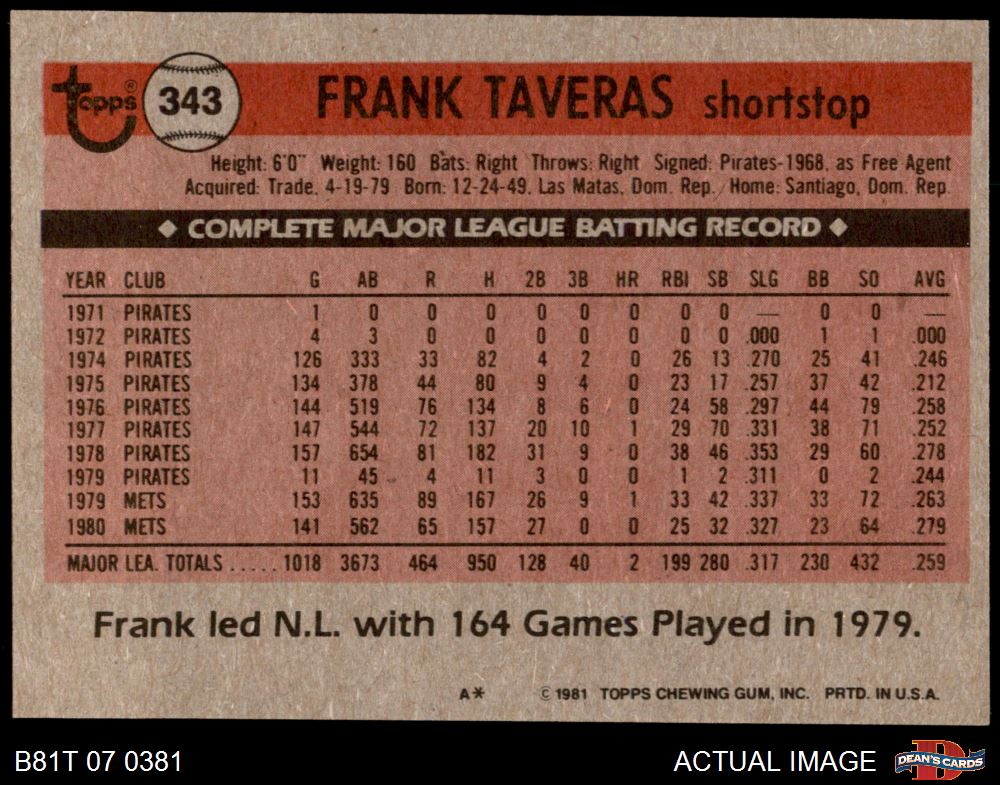 Topps® 343 FRANK TAVERAS shortstop
Height: 6'0" Weight: 160 Bats: Right Throws: Right Signed: Pirates-1968, as Free Agent
Acquired: Trade, 4-19-79 Born: 12-24-49, Las Matas, Dom. Rep. Home: Santiago, Dom. Rep.
◆ COMPLETE MAJOR LEAGUE BATTING RECORD ◆
YEAR CLUB G AB R H 2B 3B HR RBI SB SLG BB SO AVG
1971 PIRATES 1 0 0 0 0 0 0 0 0 — 0 0 —
1972 PIRATES 4 3 0 0 0 0 0 0 0 .000 1 1 .000
1974 PIRATES 126 333 33 82 4 2 0 26 13 .270 25 41 .246
1975 PIRATES 134 378 44 80 9 4 0 23 17 .257 37 42 .212
1976 PIRATES 144 519 76 134 8 6 0 24 58 .297 44 79 .258
1977 PIRATES 147 544 72 137 20 10 1 29 70 .331 38 71 .252
1978 PIRATES 157 654 81 182 31 9 0 38 46 .353 29 60 .278
1979 PIRATES 11 45 4 11 3 0 0 1 2 .311 0 2 .244
1979 METS 153 635 89 167 26 9 1 33 42 .337 33 72 .263
1980 METS 141 562 65 157 27 0 0 25 32 .327 23 64 .279
MAJOR LEA. TOTALS ..... 1018 3673 464 950 128 40 2 199 280 .317 230 432 .259
Frank led N.L. with 164 Games Played in 1979.
A* © 1981 TOPPS CHEWING GUM, INC. PRTD. IN U.S.A.
B81T 07 0381 ACTUAL IMAGE DEAN'S CARDS